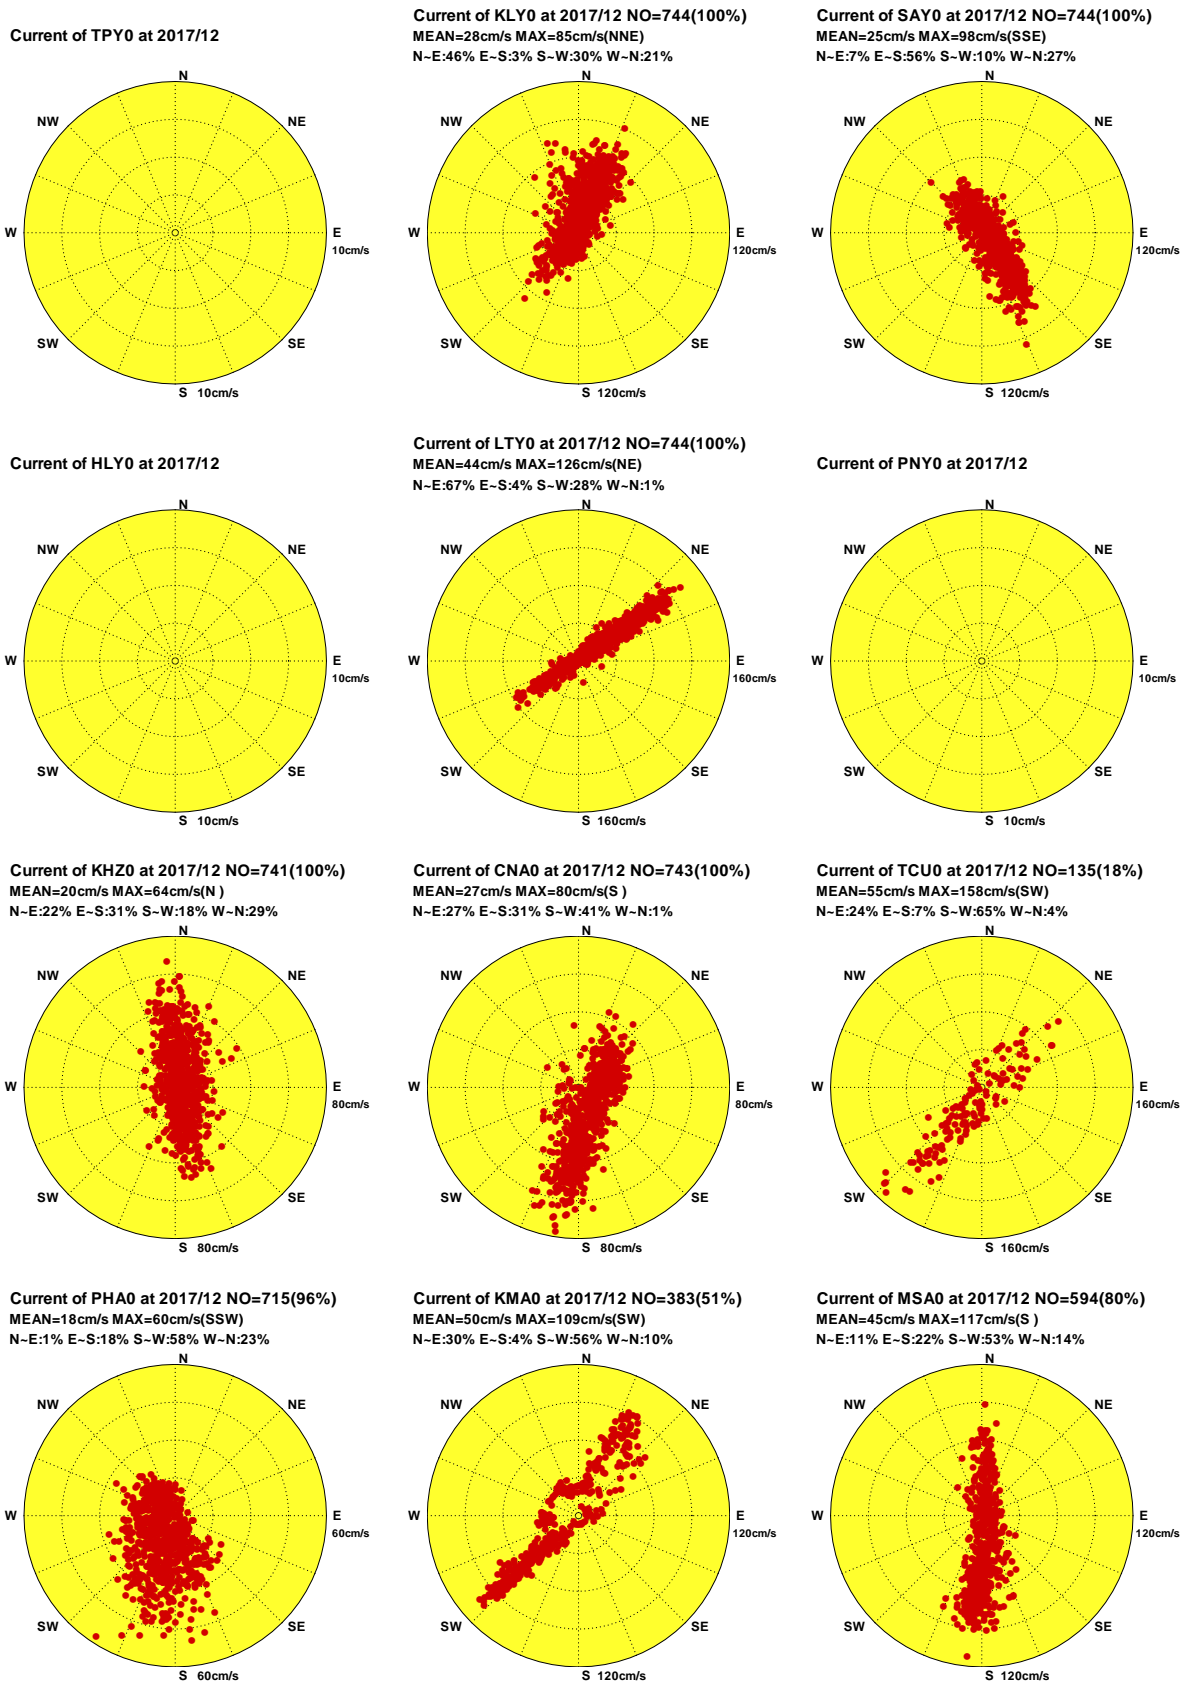 Current of TPY0 at 2017/12
N
NW
NE
W
E
10cm/s
SW
SE
S 10cm/s
Current of KLY0 at 2017/12 NO=744(100%)
MEAN=28cm/s MAX=85cm/s(NNE)
N~E:46% E~S:3% S~W:30% W~N:21%
N
NW
NE
W
E
120cm/s
SW
SE
S 120cm/s
Current of SAY0 at 2017/12 NO=744(100%)
MEAN=25cm/s MAX=98cm/s(SSE)
N~E:7% E~S:56% S~W:10% W~N:27%
N
NW
NE
W
E
120cm/s
SW
SE
S 120cm/s
Current of HLY0 at 2017/12
N
NW
NE
W
E
10cm/s
SW
SE
S 10cm/s
Current of LTY0 at 2017/12 NO=744(100%)
MEAN=44cm/s MAX=126cm/s(NE)
N~E:67% E~S:4% S~W:28% W~N:1%
N
NW
NE
W
E
160cm/s
SW
SE
S 160cm/s
Current of PNY0 at 2017/12
N
NW
NE
W
E
10cm/s
SW
SE
S 10cm/s
Current of KHZ0 at 2017/12 NO=741(100%)
MEAN=20cm/s MAX=64cm/s(N )
N~E:22% E~S:31% S~W:18% W~N:29%
N
NW
NE
W
E
80cm/s
SW
SE
S 80cm/s
Current of CNA0 at 2017/12 NO=743(100%)
MEAN=27cm/s MAX=80cm/s(S )
N~E:27% E~S:31% S~W:41% W~N:1%
N
NW
NE
W
E
80cm/s
SW
SE
S 80cm/s
Current of TCU0 at 2017/12 NO=135(18%)
MEAN=55cm/s MAX=158cm/s(SW)
N~E:24% E~S:7% S~W:65% W~N:4%
N
NW
NE
W
E
160cm/s
SW
SE
S 160cm/s
Current of PHA0 at 2017/12 NO=715(96%)
MEAN=18cm/s MAX=60cm/s(SSW)
N~E:1% E~S:18% S~W:58% W~N:23%
N
NW
NE
W
E
60cm/s
SW
SE
S 60cm/s
Current of KMA0 at 2017/12 NO=383(51%)
MEAN=50cm/s MAX=109cm/s(SW)
N~E:30% E~S:4% S~W:56% W~N:10%
N
NW
NE
W
E
120cm/s
SW
SE
S 120cm/s
Current of MSA0 at 2017/12 NO=594(80%)
MEAN=45cm/s MAX=117cm/s(S )
N~E:11% E~S:22% S~W:53% W~N:14%
N
NW
NE
W
E
120cm/s
SW
SE
S 120cm/s